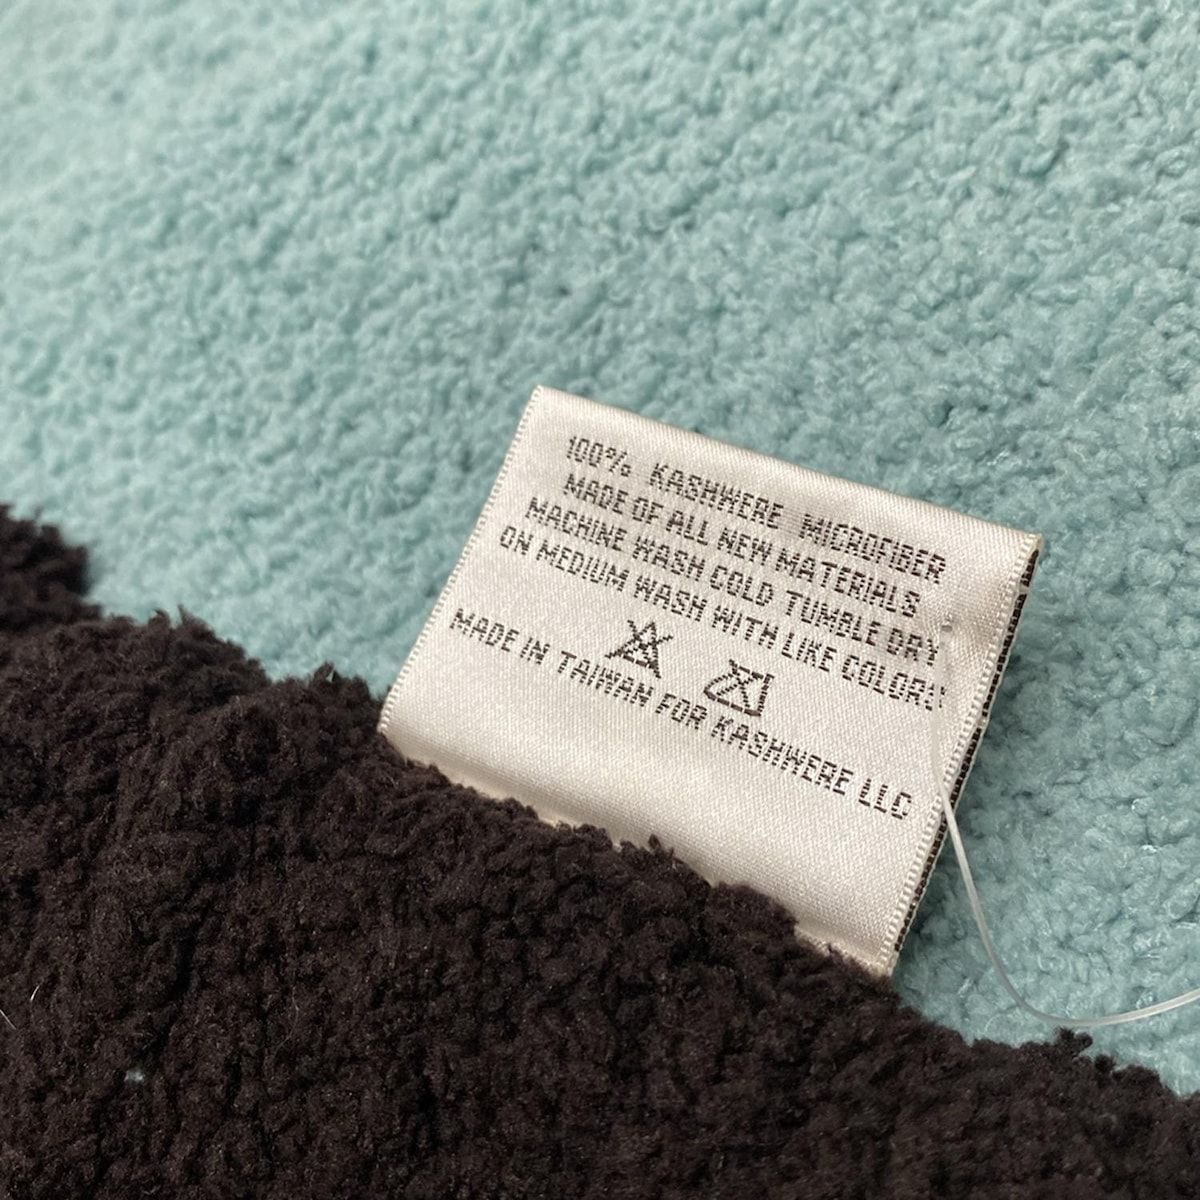 100% KASHWERE MICROFIBER
MADE OF ALL NEW MATERIALS
MACHINE WASH COLD TUMBLE DRY
ON MEDIUM WASH WITH LIKE COLORS
MADE IN TAIWAN FOR KASHWERE LLC